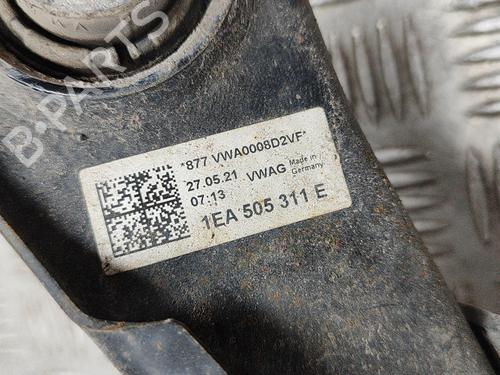 B-PARTS
*877 VWA0008D2VF*
27.05.21 VWAG Made in Germany
07:13
1EA 505 311 E